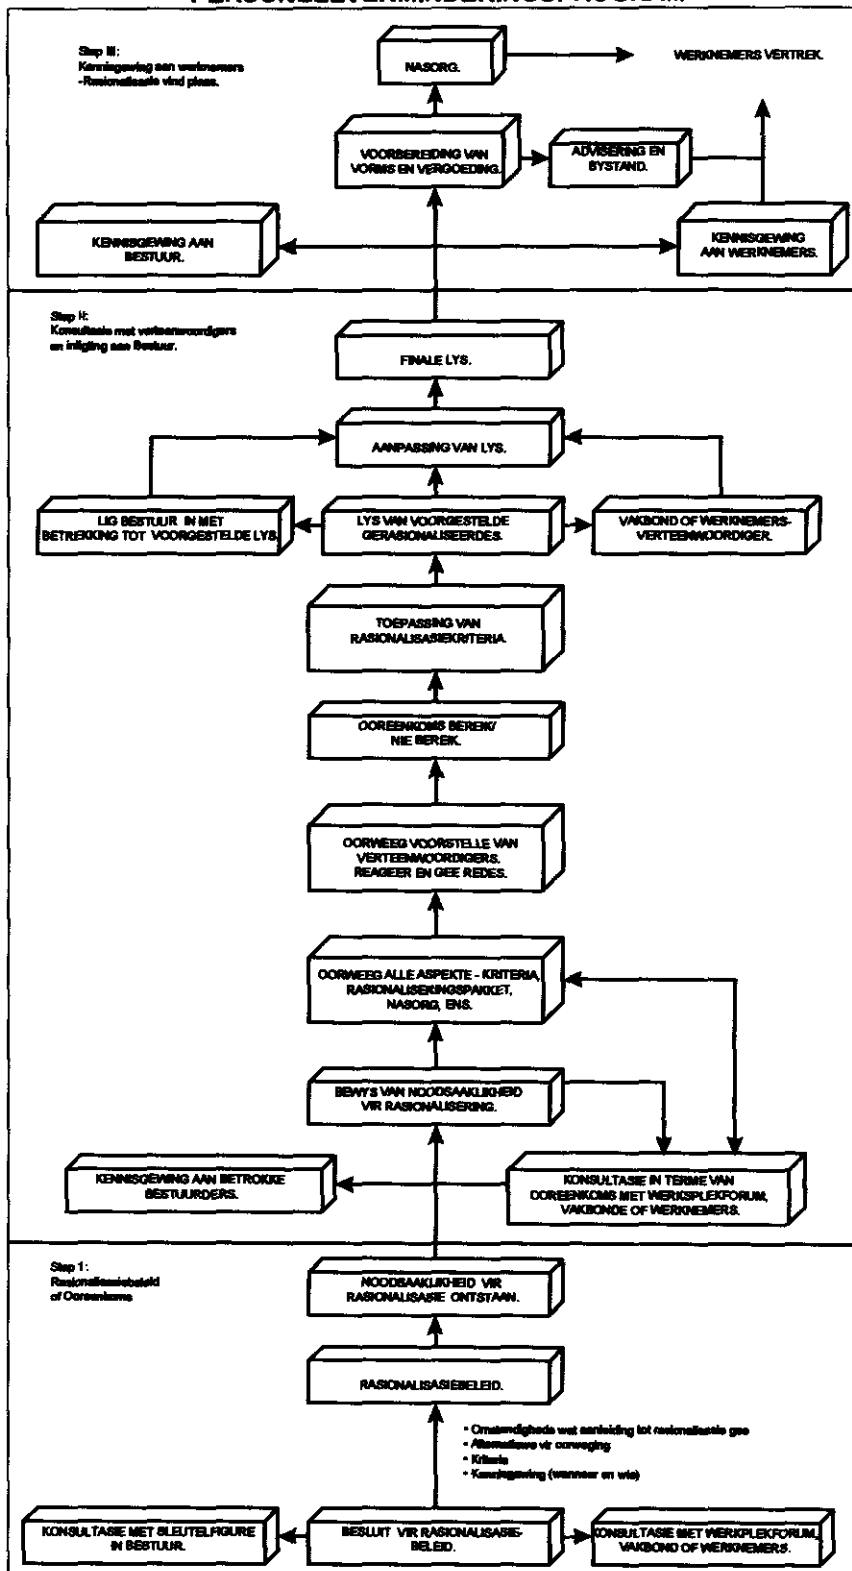 PERSONEELVERMINDERINGSPROGRAM
Stap III:
Kennisgewing aan werknemers
-Rasionalisasie vind plaas.
NASORG.
WERKNEMERS VERTREK.
VOORBEREIDING VAN
VORMS EN VERGOEDING.
ADVISERING EN
BYSTAND.
KENNISGEWING AAN
BESTUUR.
KENNISGEWING
AAN WERKNEMERS.
Stap II:
Konsultasie met verteenwoordigers
en inligting aan Bestuur.
FINALE LYS.
AANPASSING VAN LYS.
LIG BESTUUR IN MET
BETREKKING TOT VOORGESTELDE LYS.
LYS VAN VOORGESTELDE
GERASIONALISEERDES.
VAKBOND OF WERKNEMERS-
VERTEENWOORDIGER.
TOEPASSING VAN
RASIONALISASIEKRITERIA.
OOREENKOMS BEREIK/
NIE BEREIK.
OORWEEG VOORSTELLE VAN
VERTEENWOORDIGERS.
REAGEER EN GEE REDES.
OORWEEG ALLE ASPEKTE - KRITERIA,
RASIONALISERINGSPAKKET,
NASORG, ENS.
BEWYS VAN NOODSAAKLIKHEID
VIR RASIONALISERING.
KENNISGEWING AAN BETROKKE
BESTUURDERS.
KONSULTASIE IN TERME VAN
OOREENKOMS MET WERKSPLEKFORUM,
VAKBONDE OF WERKNEMERS.
Stap 1:
Rasionalisasiebeleid
of Ooreenkoms
NOODSAAKLIKHEID VIR
RASIONALISASIE ONTSTAAN.
RASIONALISASIEBELEID.
• Omstandighede wat aanleiding tot rasionalisasie gee
• Alternatiewe vir oorweging
• Kriteria
• Kennisgewing (wanneer en wie)
KONSULTASIE MET SLEUTELFIGURE
IN BESTUUR.
BESLUIT VIR RASIONALISASIE-
BELEID.
KONSULTASIE MET WERKPLEKFORUM,
VAKBOND OF WERKNEMERS.